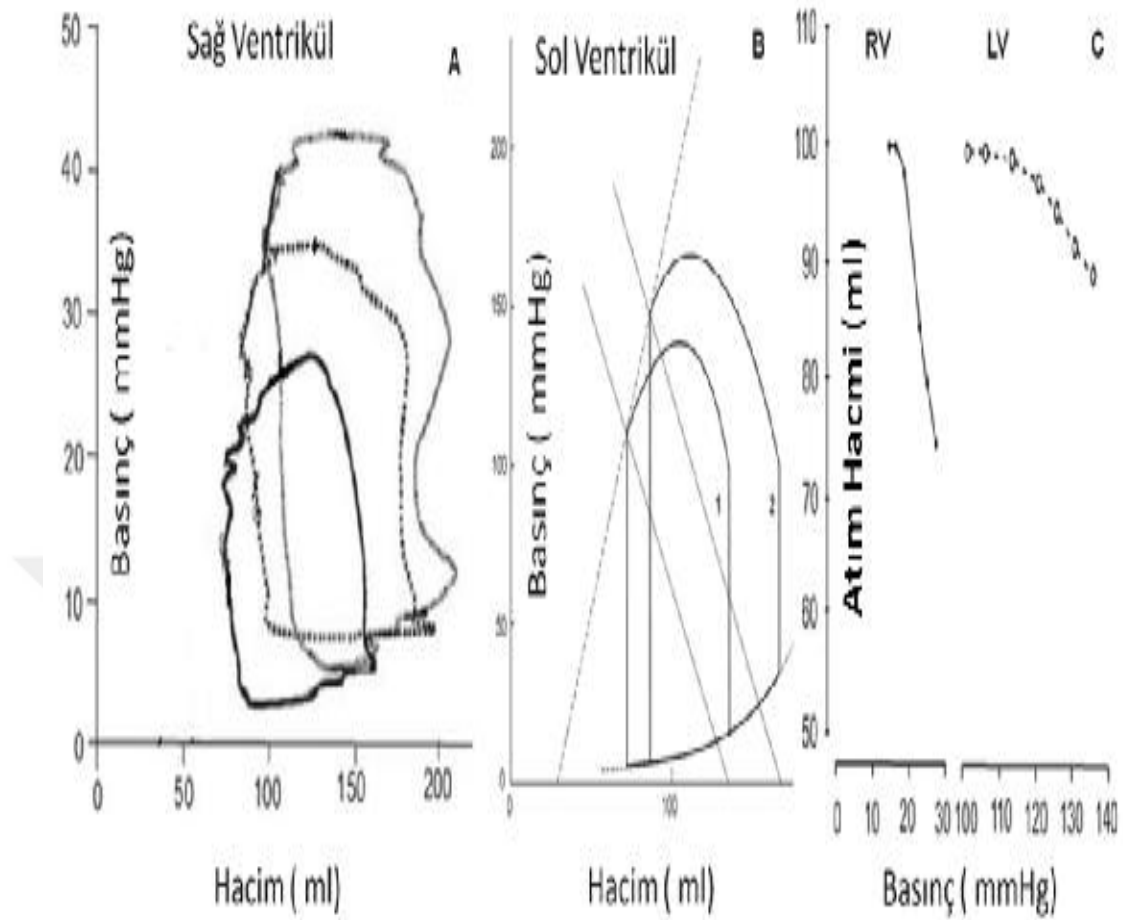 Sağ Ventrikül
A
Basınç ( mmHg)
50
40
30
20
10
0
0 50 100 150 200
Hacim ( ml)
Sol Ventrikül
B
Basınç ( mmHg)
200
150
100
50
0
1 2
0 100
Hacim ( ml)
RV LV C
Atım Hacmi (ml)
110
100
90
80
70
60
50
0 10 20 30 100 110 120 130 140
Basınç ( mmHg)